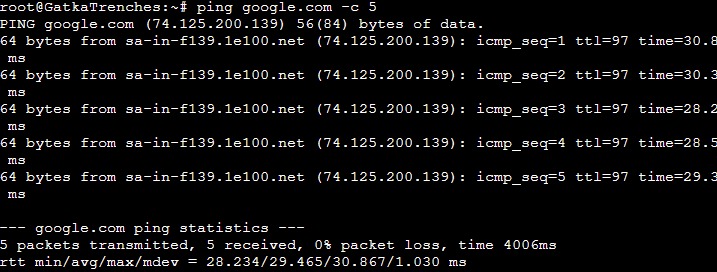 root@GatkaTrenches:~# ping google.com -c 5
PING google.com (74.125.200.139) 56(84) bytes of data.
64 bytes from sa-in-f139.1e100.net (74.125.200.139): icmp_seq=1 ttl=97 time=30.8
ms
64 bytes from sa-in-f139.1e100.net (74.125.200.139): icmp_seq=2 ttl=97 time=30.3
ms
64 bytes from sa-in-f139.1e100.net (74.125.200.139): icmp_seq=3 ttl=97 time=28.2
ms
64 bytes from sa-in-f139.1e100.net (74.125.200.139): icmp_seq=4 ttl=97 time=28.5
ms
64 bytes from sa-in-f139.1e100.net (74.125.200.139): icmp_seq=5 ttl=97 time=29.3
ms
--- google.com ping statistics ---
5 packets transmitted, 5 received, 0% packet loss, time 4006ms
rtt min/avg/max/mdev = 28.234/29.465/30.867/1.030 ms